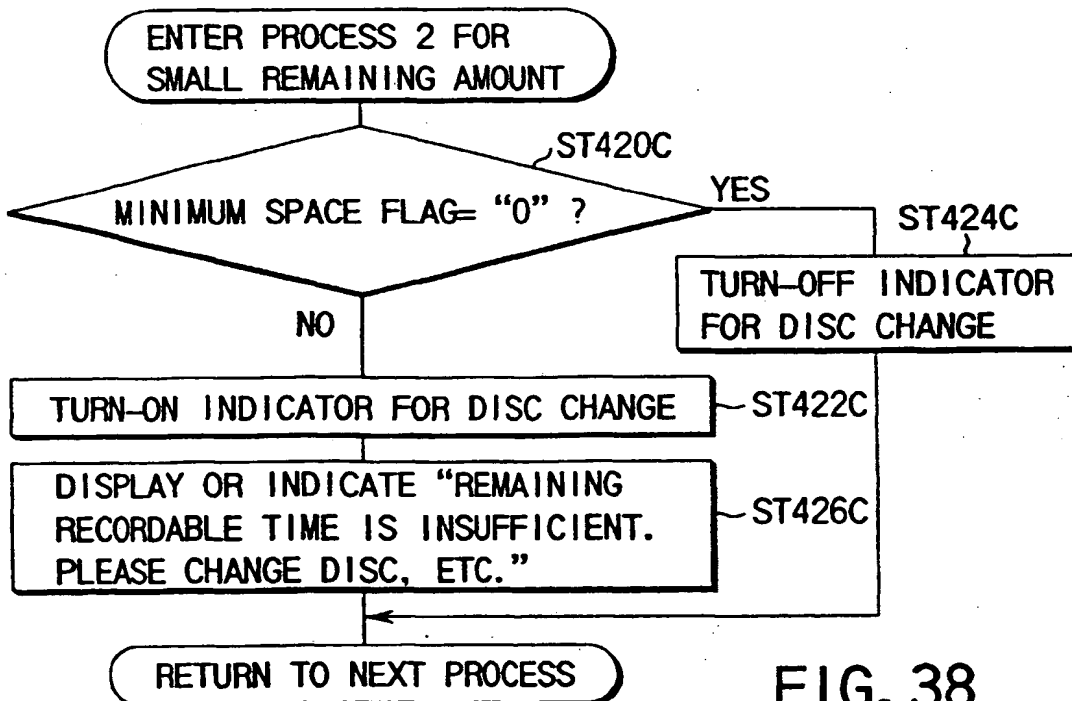 ENTER PROCESS 2 FOR
SMALL REMAINING AMOUNT
ST420C
MINIMUM SPACE FLAG= “0” ?
YES
ST424C
TURN-OFF INDICATOR
FOR DISC CHANGE
NO
TURN-ON INDICATOR FOR DISC CHANGE
ST422C
DISPLAY OR INDICATE “REMAINING
RECORDABLE TIME IS INSUFFICIENT.
PLEASE CHANGE DISC, ETC.”
ST426C
RETURN TO NEXT PROCESS
FIG. 38